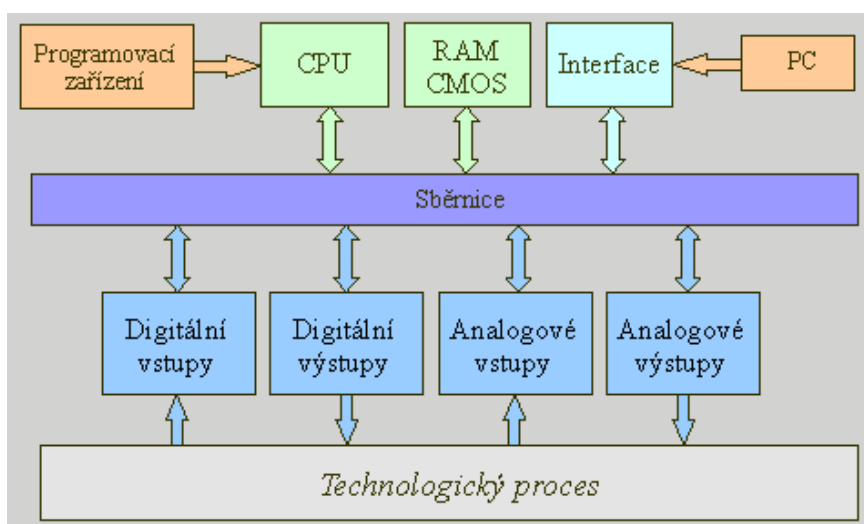 Programovací
zařízení
CPU
RAM
CMOS
Interface
PC
Sběrnice
Digitální
vstupy
Digitální
výstupy
Analogové
vstupy
Analogové
výstupy
Technologický proces